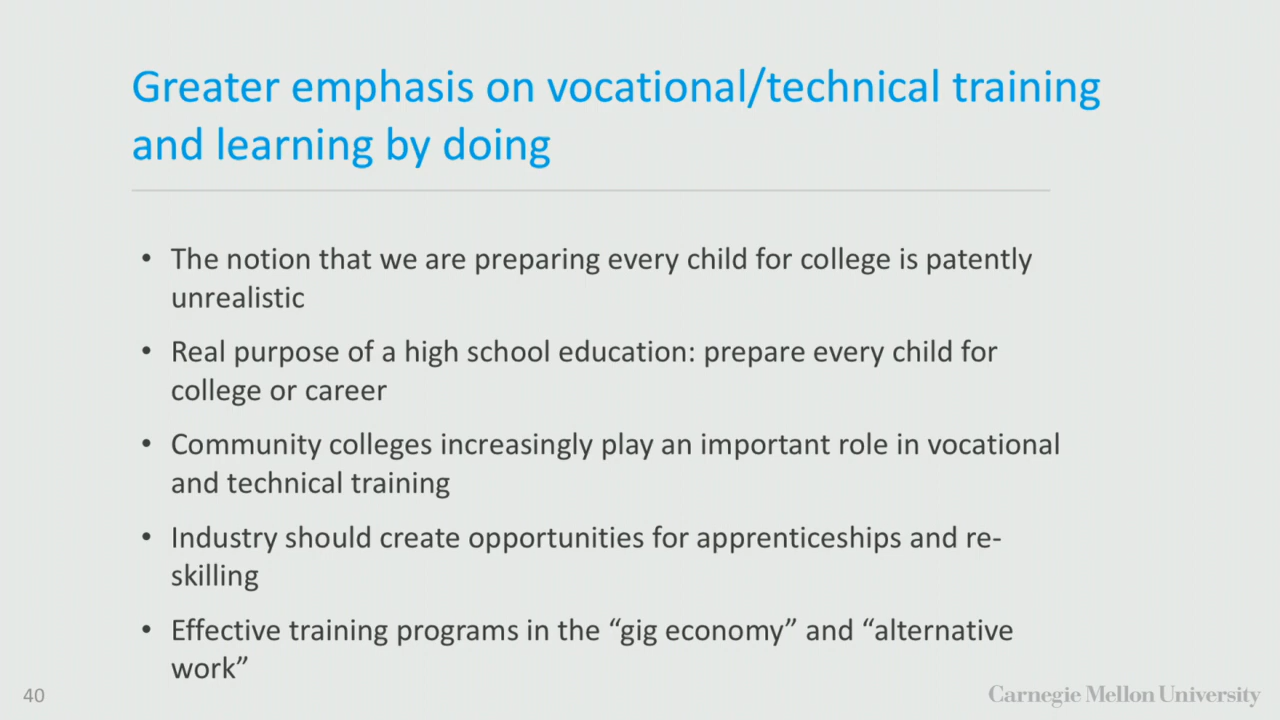 Greater emphasis on vocational/technical training
and learning by doing
• The notion that we are preparing every child for college is patently
unrealistic
• Real purpose of a high school education: prepare every child for
college or career
• Community colleges increasingly play an important role in vocational
and technical training
• Industry should create opportunities for apprenticeships and re-
skilling
• Effective training programs in the “gig economy” and “alternative
work”
40
Carnegie Mellon University